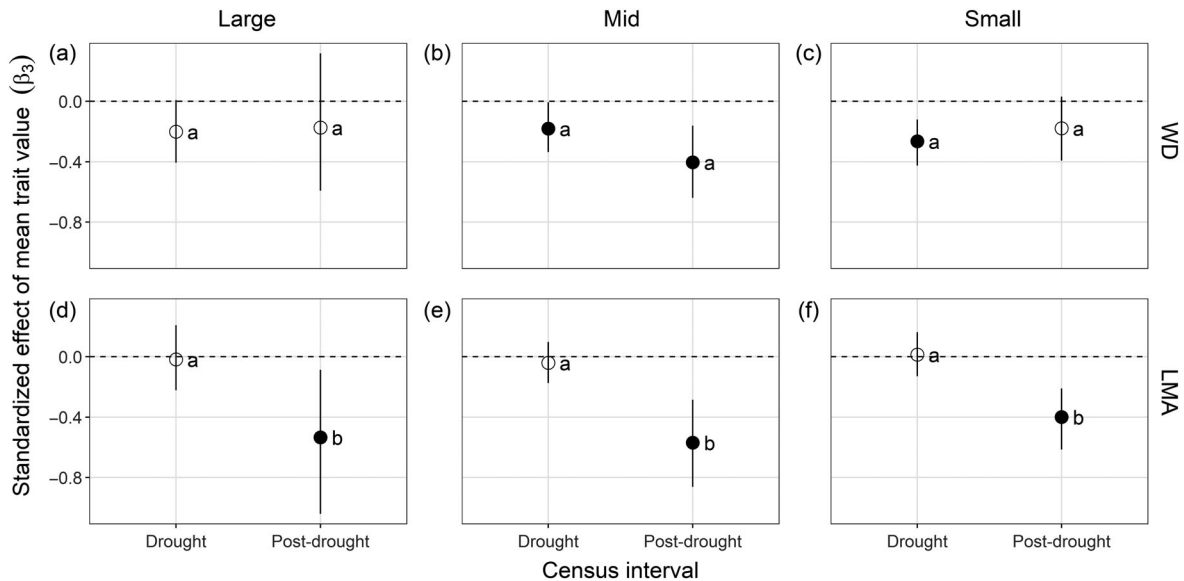 Large
Mid
Small
Standardized effect of mean trait value (β3)
(a)
0.0
−0.4
−0.8
a
a
(b)
a
a
(c)
a
a
WD
(d)
0.0
−0.4
−0.8
a
b
(e)
a
b
(f)
a
b
LMA
Drought
Post-drought
Drought
Post-drought
Drought
Post-drought
Census interval